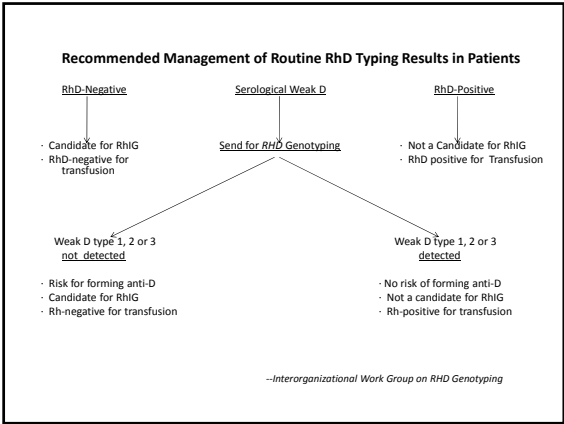 Recommended Management of Routine RhD Typing Results in Patients
RhD-Negative
Serological Weak D
RhD-Positive
· Candidate for RhIG
· RhD-negative for
transfusion
Send for RHD Genotyping
· Not a Candidate for RhIG
· RhD positive for Transfusion
Weak D type 1, 2 or 3
not detected
· Risk for forming anti-D
· Candidate for RhIG
· Rh-negative for transfusion
Weak D type 1, 2 or 3
detected
· No risk of forming anti-D
· Not a candidate for RhIG
· Rh-positive for transfusion
--Interorganizational Work Group on RHD Genotyping